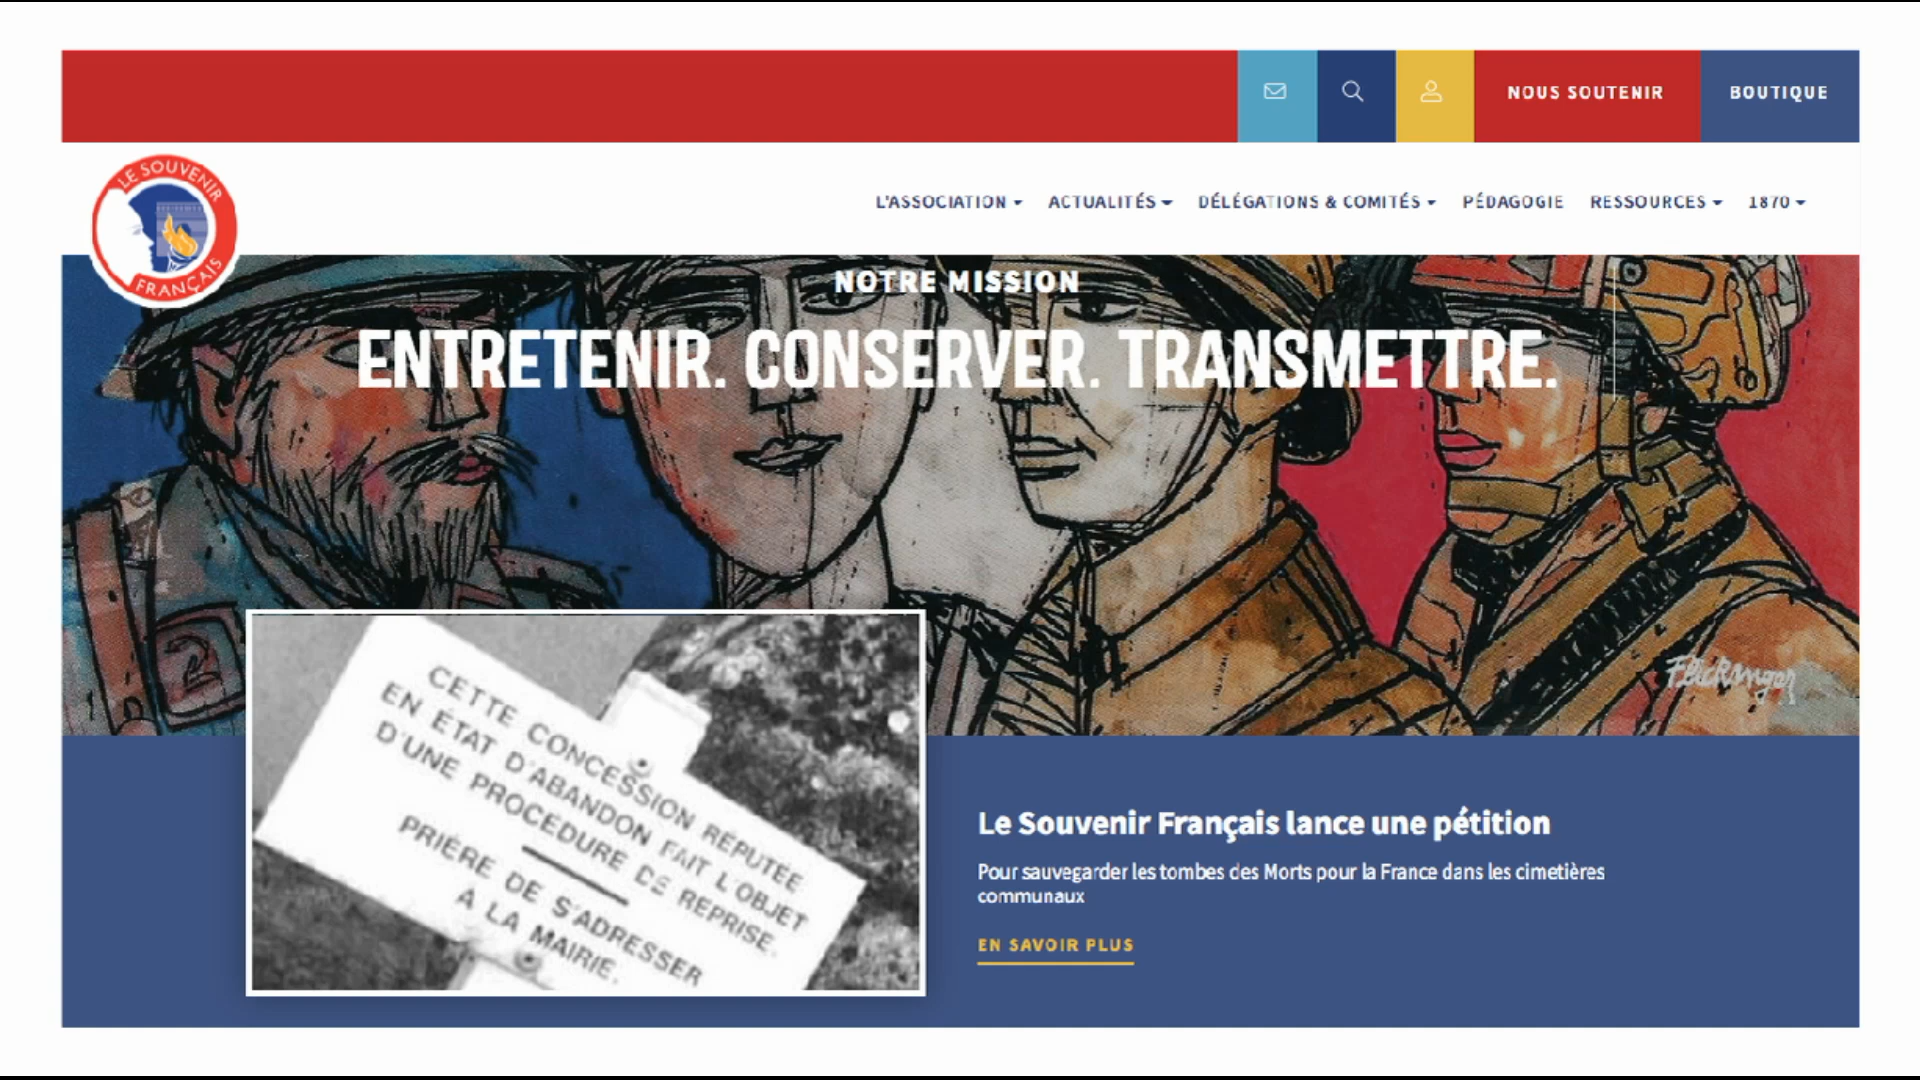 NOUS SOUTENIR
BOUTIQUE
LE SOUVENIR
FRANÇAIS
L'ASSOCIATION
ACTUALITÉS
DÉLÉGATIONS & COMITÉS
PÉDAGOGIE
RESSOURCES
1870
NOTRE MISSION
ENTRETENIR. CONSERVER. TRANSMETTRE.
2
Flickinger
CETTE CONCESSION RÉPUTÉE
EN ÉTAT D'ABANDON FAIT L'OBJET
D'UNE PROCÉDURE DE REPRISE.
PRIÈRE DE S'ADRESSER
À LA MAIRIE.
Le Souvenir Français lance une pétition
Pour sauvegarder les tombes des Morts pour la France dans les cimetières
communaux
EN SAVOIR PLUS